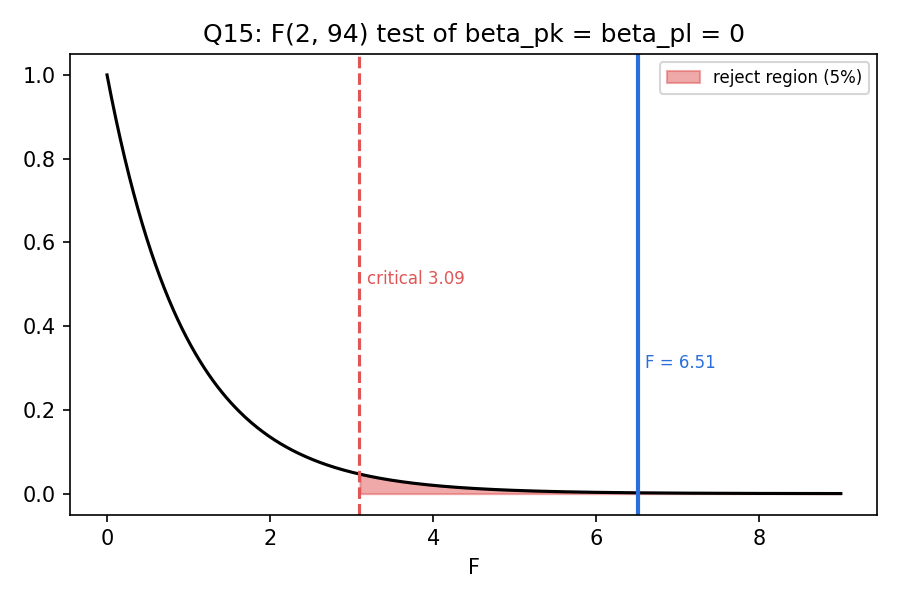 Q15: F(2, 94) test of beta_pk = beta_pl = 0
reject region (5%)
1.0
0.8
0.6
0.4
0.2
0.0
critical 3.09
F = 6.51
0 2 4 6 8
F